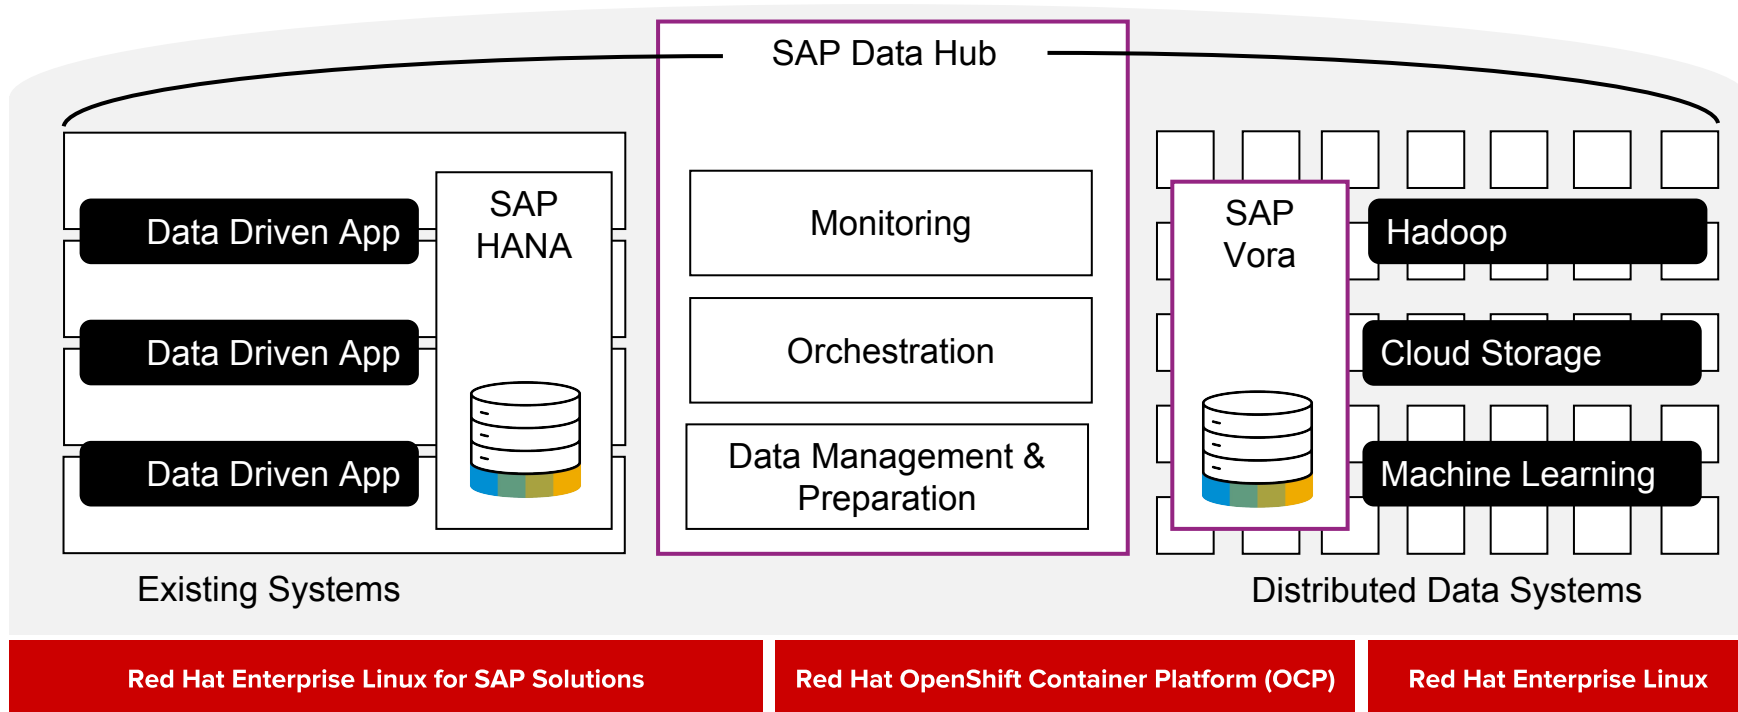 SAP Data Hub
Data Driven App
Data Driven App
Data Driven App
SAP
HANA
Existing Systems
Monitoring
Orchestration
Data Management &
Preparation
SAP
Vora
Hadoop
Cloud Storage
Machine Learning
Distributed Data Systems
Red Hat Enterprise Linux for SAP Solutions
Red Hat OpenShift Container Platform (OCP)
Red Hat Enterprise Linux